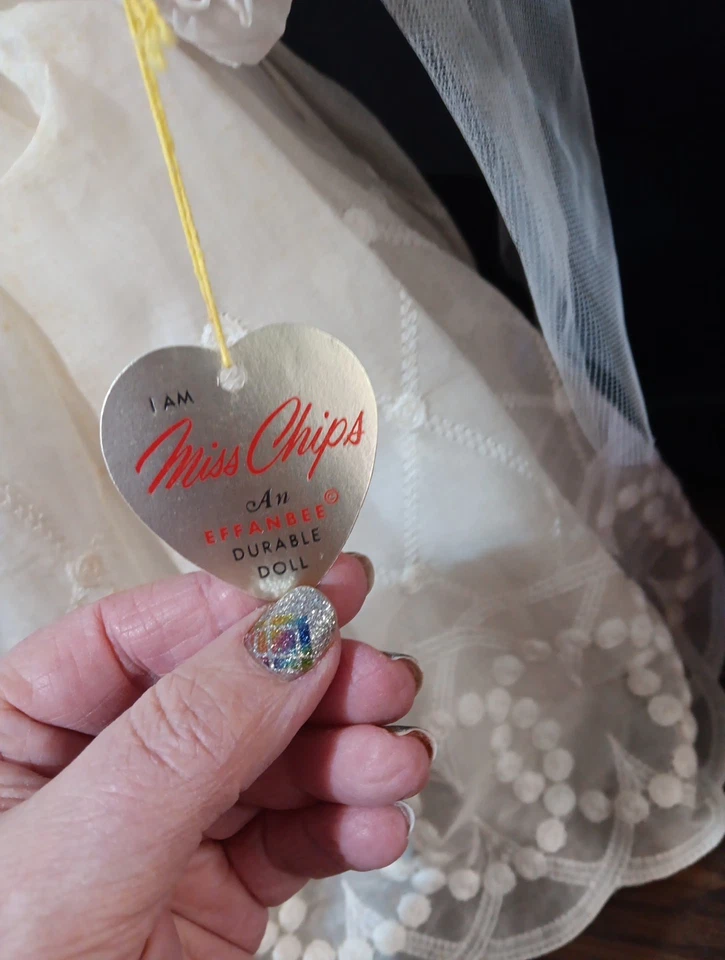 I AM
Miss Chips
An
EFFANBEE©
DURABLE
DOLL